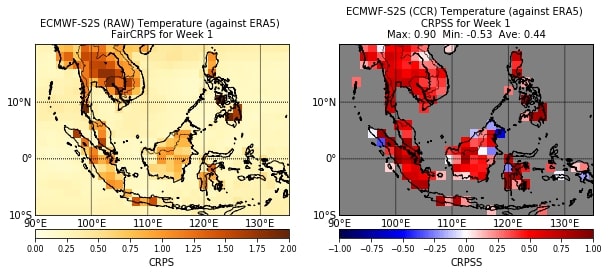 ECMWF-S2S (RAW) Temperature (against ERA5)
FairCRPS for Week 1
10°N
0°
10°S
90°E 100°E 110°E 120°E 130°E
0.00 0.25 0.50 0.75 1.00 1.25 1.50 1.75 2.00
CRPS
ECMWF-S2S (CCR) Temperature (against ERA5)
CRPSS for Week 1
Max: 0.90 Min: -0.53 Ave: 0.44
10°N
0°
10°S
90°E 100°E 110°E 120°E 130°E
−1.00 −0.75 −0.50 −0.25 0.00 0.25 0.50 0.75 1.00
CRPSS